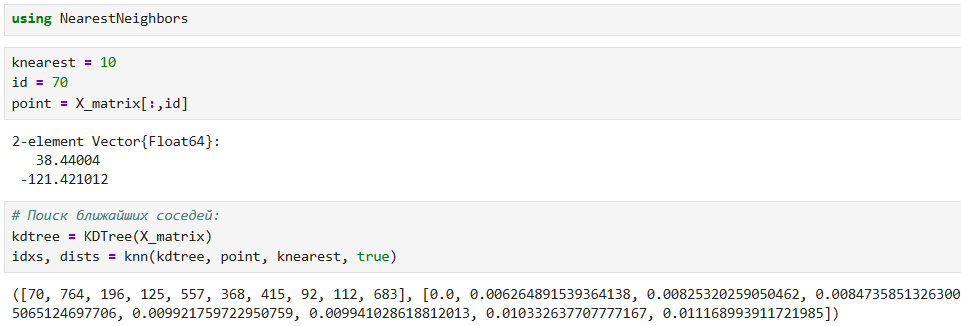 using NearestNeighbors
knearest = 10
id = 70
point = X_matrix[:,id]
2-element Vector{Float64}:
38.44004
-121.421012
# Поиск ближайших соседей:
kdtree = KDTree(X_matrix)
idxs, dists = knn(kdtree, point, knearest, true)
([70, 764, 196, 125, 557, 368, 415, 92, 112, 683], [0.0, 0.006264891539364138, 0.00825320259050462, 0.0084735851326300
5065124697706, 0.009921759722950759, 0.009941028618812013, 0.010332637707777167, 0.011168993911721985])